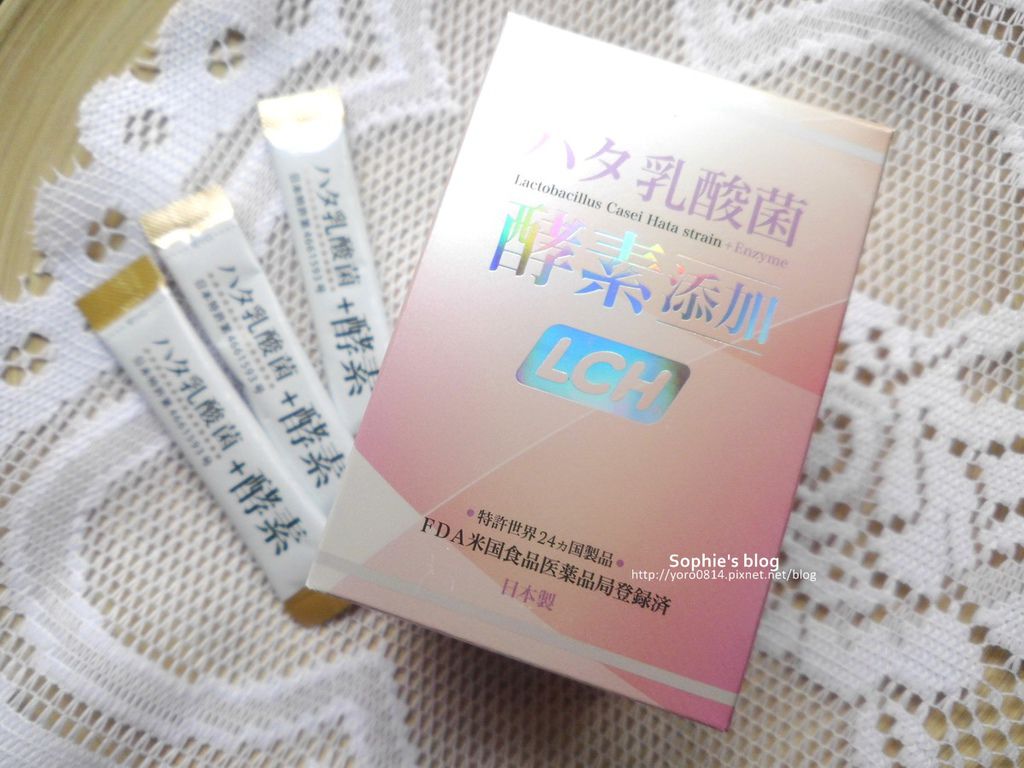 ハタ乳酸菌
Lactobacillus Casei Hata strain +Enzyme
酵素添加
LCH
•特許世界24ヵ国製品•
FDA米国食品医薬品局登録済
日本製
Sophie's blog
http://yoro0814.pixnet.net/blog
ハタ乳酸菌+酵素
ハタ乳酸菌+酵素
ハタ乳酸菌+酵素